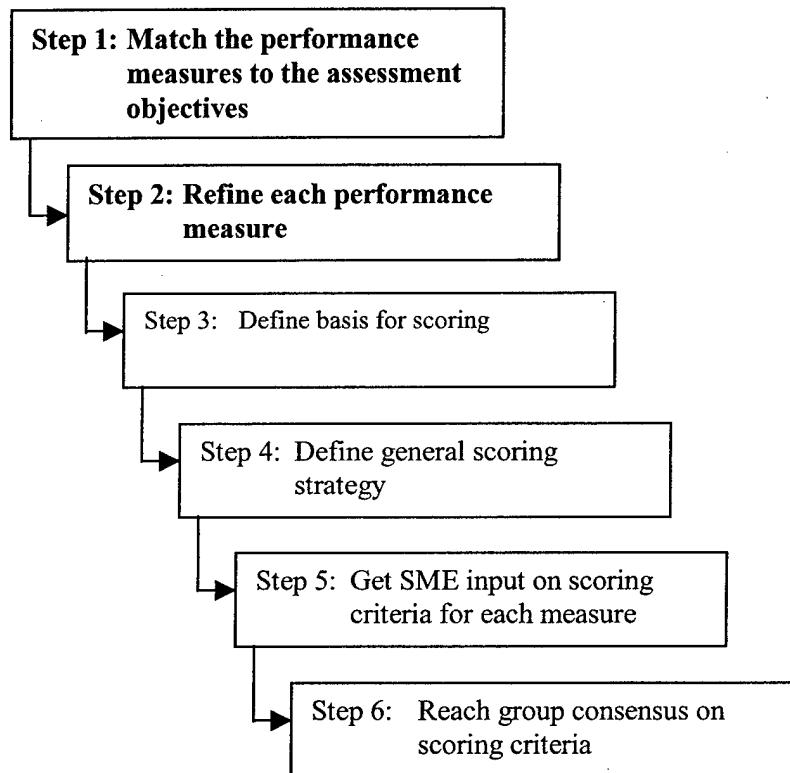 Step 1: Match the performance
measures to the assessment
objectives
Step 2: Refine each performance
measure
Step 3: Define basis for scoring
Step 4: Define general scoring
strategy
Step 5: Get SME input on scoring
criteria for each measure
Step 6: Reach group consensus on
scoring criteria